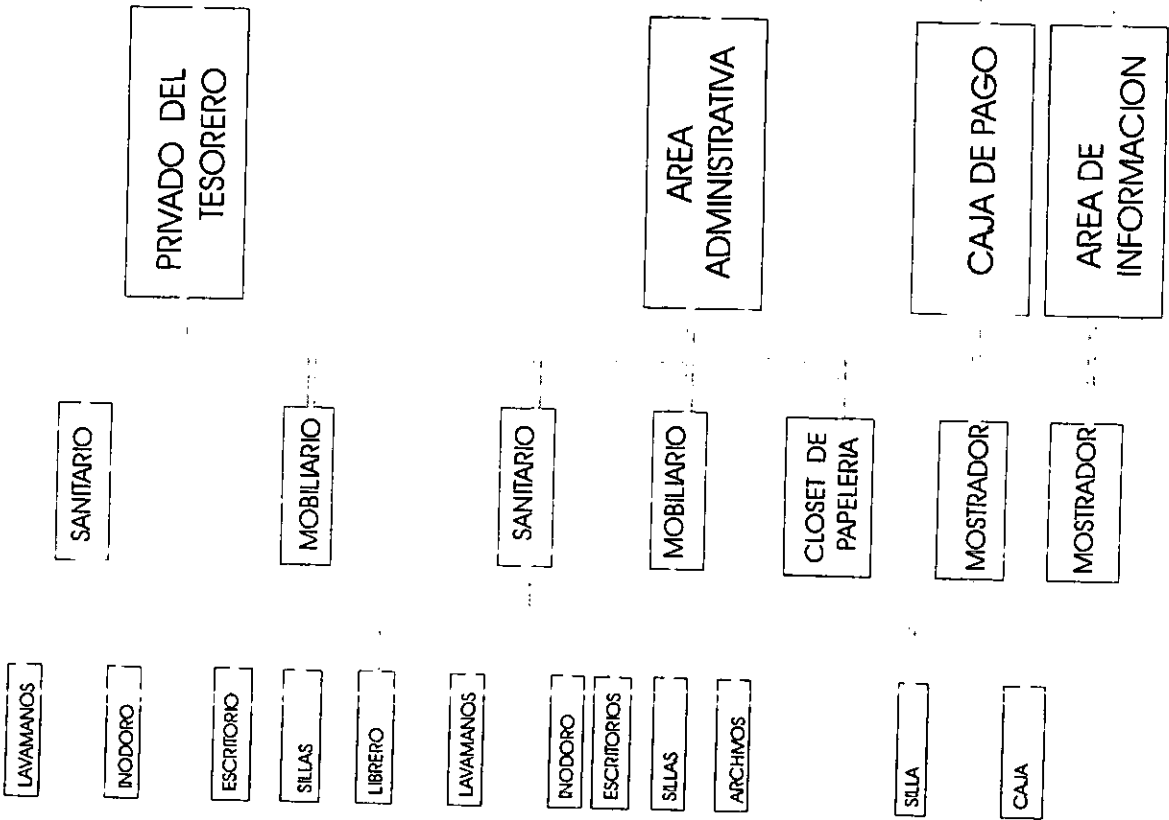 PRIVADO DEL
TESORERO
AREA
ADMINISTRATIVA
CAJA DE PAGO
AREA DE
INFORMACION
SANITARIO
MOBILIARIO
SANITARIO
MOBILIARIO
CLOSET DE
PAPELERIA
MOSTRADOR
MOSTRADOR
LAVAMANOS
INODORO
ESCRITORIO
SILLAS
LIBRERO
LAVAMANOS
INODORO
ESCRITORIOS
SILLAS
ARCHIVOS
SILLA
CAJA